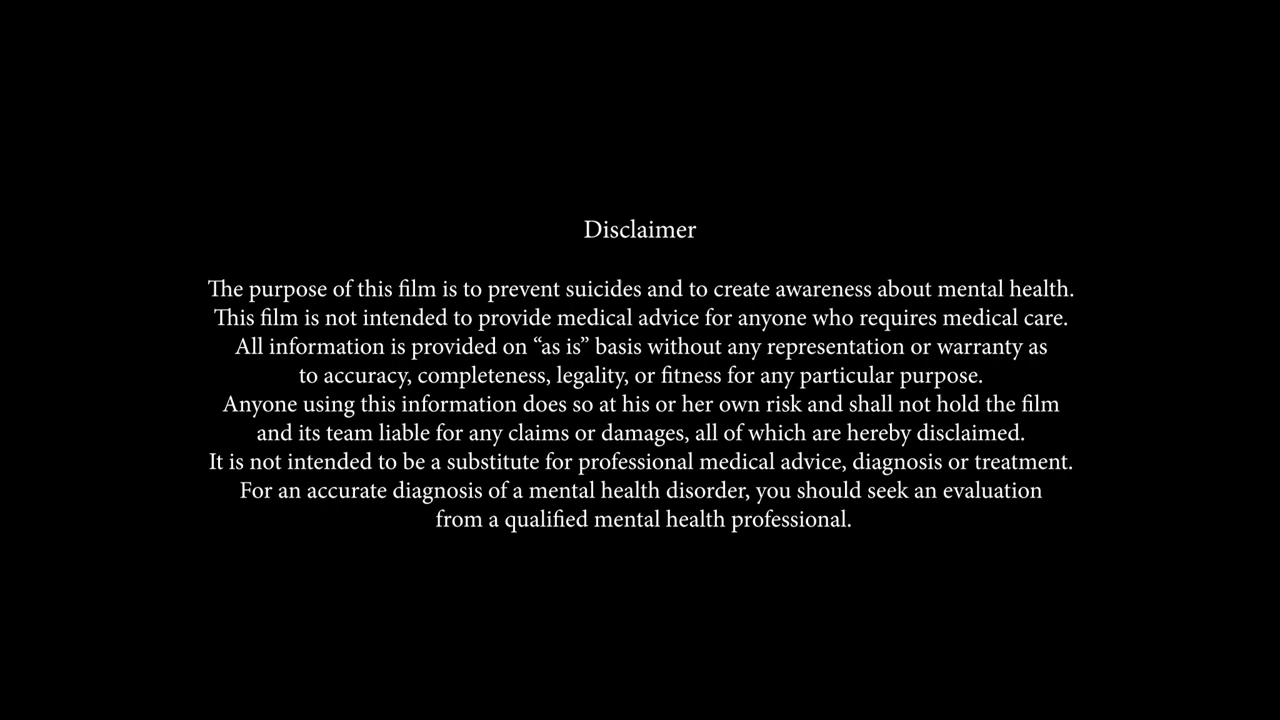 Disclaimer
The purpose of this film is to prevent suicides and to create awareness about mental health.
This film is not intended to provide medical advice for anyone who requires medical care.
All information is provided on “as is” basis without any representation or warranty as
to accuracy, completeness, legality, or fitness for any particular purpose.
Anyone using this information does so at his or her own risk and shall not hold the film
and its team liable for any claims or damages, all of which are hereby disclaimed.
It is not intended to be a substitute for professional medical advice, diagnosis or treatment.
For an accurate diagnosis of a mental health disorder, you should seek an evaluation
from a qualified mental health professional.